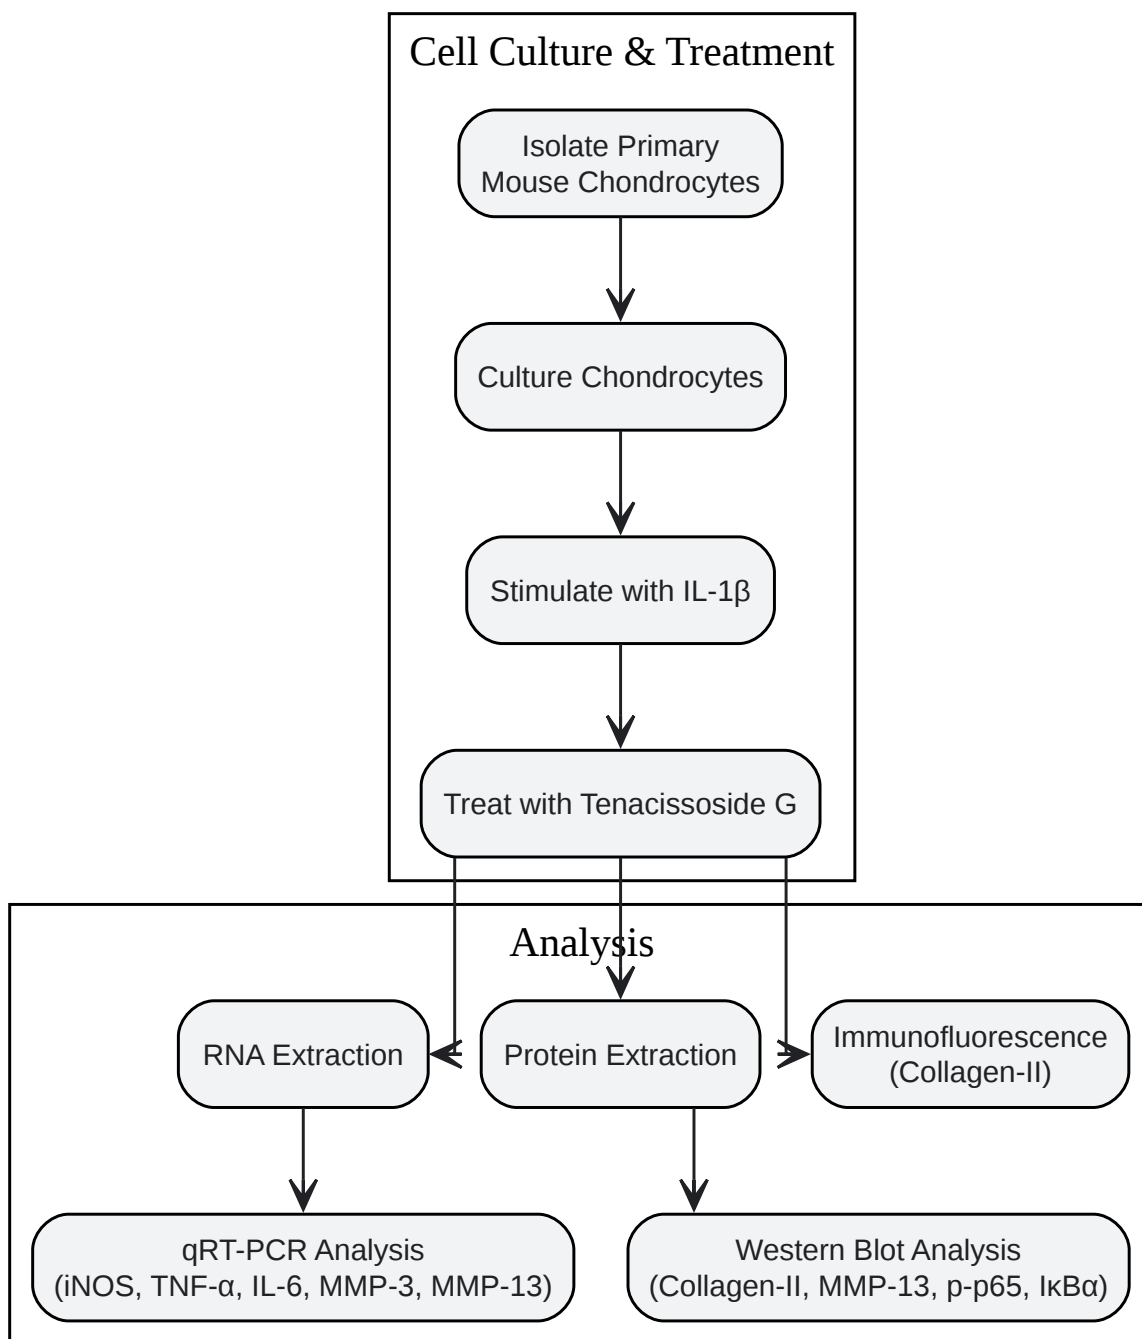 Cell Culture & Treatment
Isolate Primary
Mouse Chondrocytes
Culture Chondrocytes
Stimulate with IL-1β
Treat with Tenacissoside G
Analysis
RNA Extraction
Protein Extraction
Immunofluorescence
(Collagen-II)
qRT-PCR Analysis
(iNOS, TNF-α, IL-6, MMP-3, MMP-13)
Western Blot Analysis
(Collagen-II, MMP-13, p-p65, IκBα)